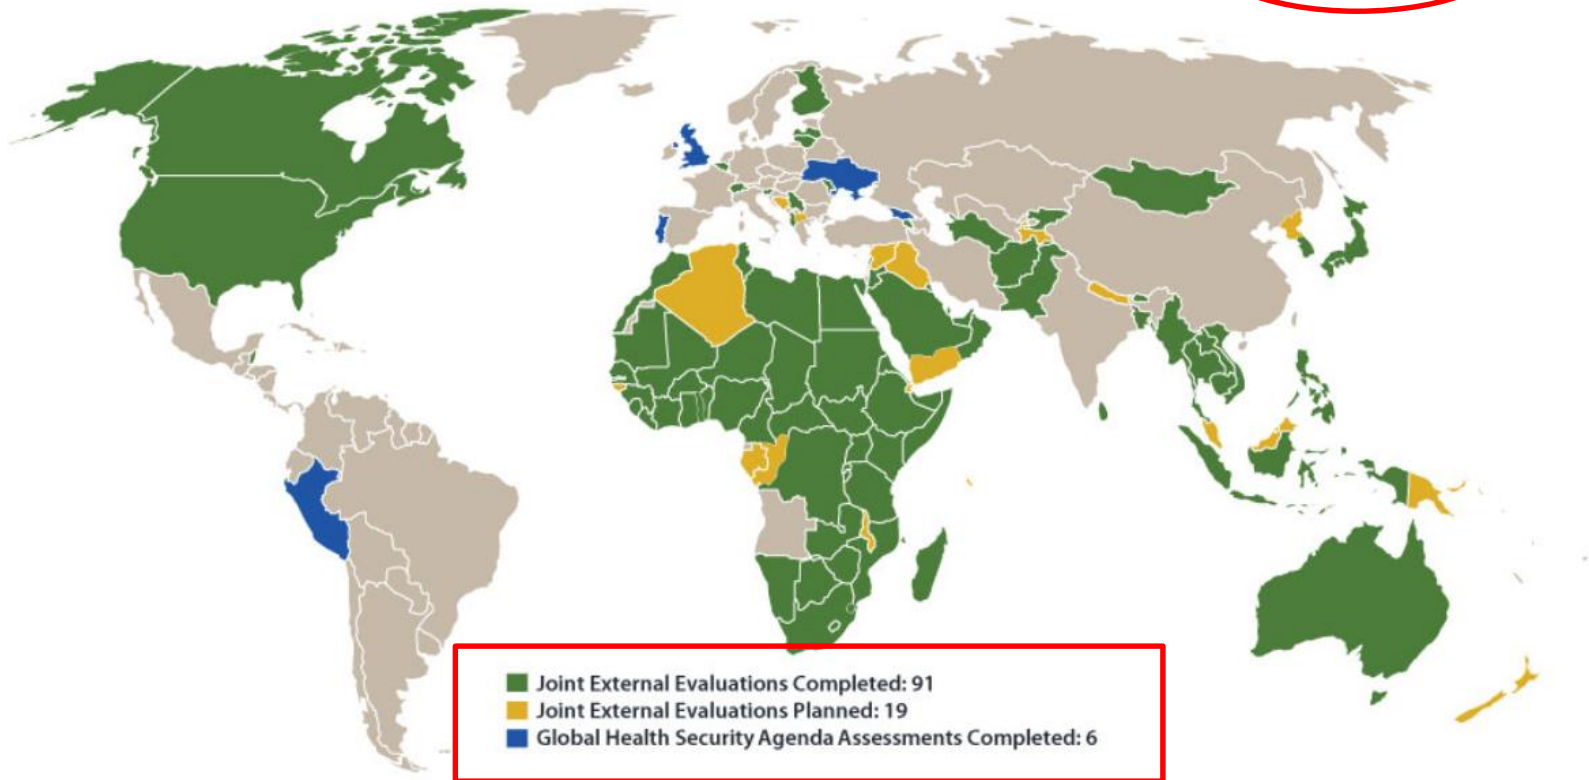 Joint External Evaluations Completed: 91
Joint External Evaluations Planned: 19
Global Health Security Agenda Assessments Completed: 6